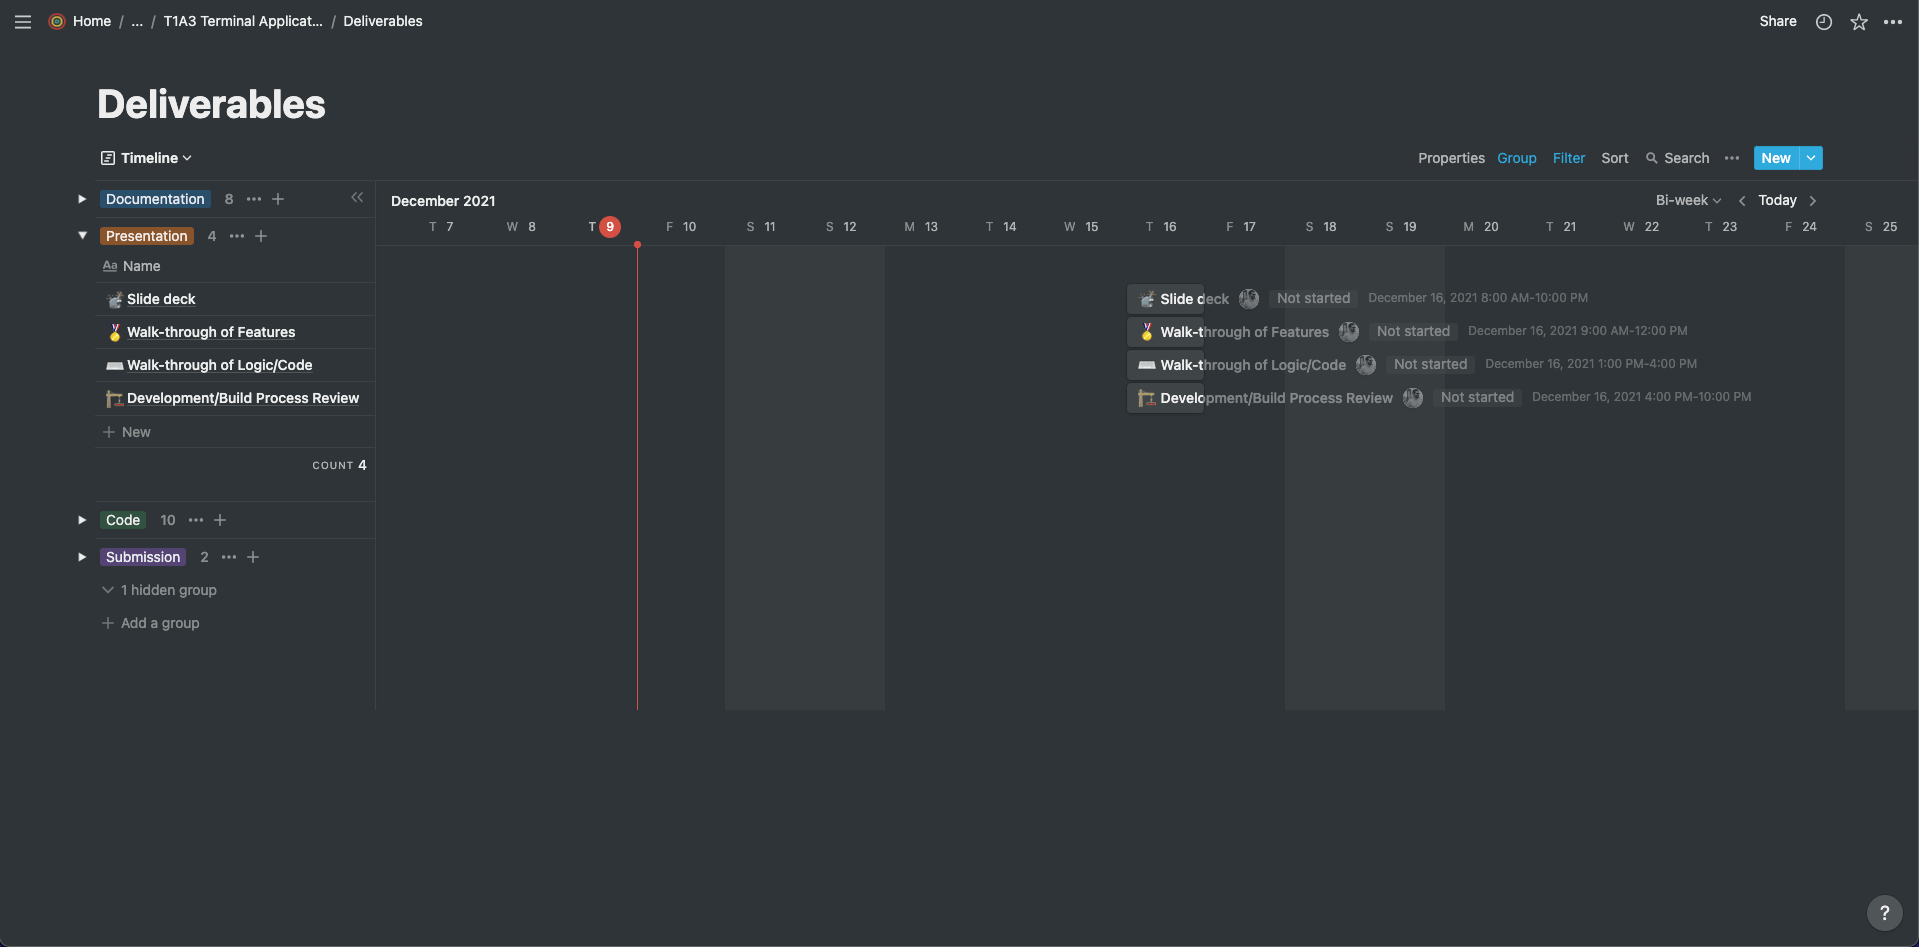 Home / ... / T1A3 Terminal Applicat... / Deliverables
Share
Deliverables
Timeline
Properties Group Filter Sort Search New
Documentation 8
December 2021
Bi-week Today
T 7 W 8 T 9 F 10 S 11 S 12 M 13 T 14 W 15 T 16 F 17 S 18 S 19 M 20 T 21 W 22 T 23 F 24 S 25
Presentation 4
Aa Name
Slide deck
Slide deck Not started December 16, 2021 8:00 AM-10:00 PM
Walk-through of Features
Walk-through of Features Not started December 16, 2021 9:00 AM-12:00 PM
Walk-through of Logic/Code
Walk-through of Logic/Code Not started December 16, 2021 1:00 PM-4:00 PM
Development/Build Process Review
Development/Build Process Review Not started December 16, 2021 4:00 PM-10:00 PM
New
COUNT 4
Code 10
Submission 2
1 hidden group
Add a group
?